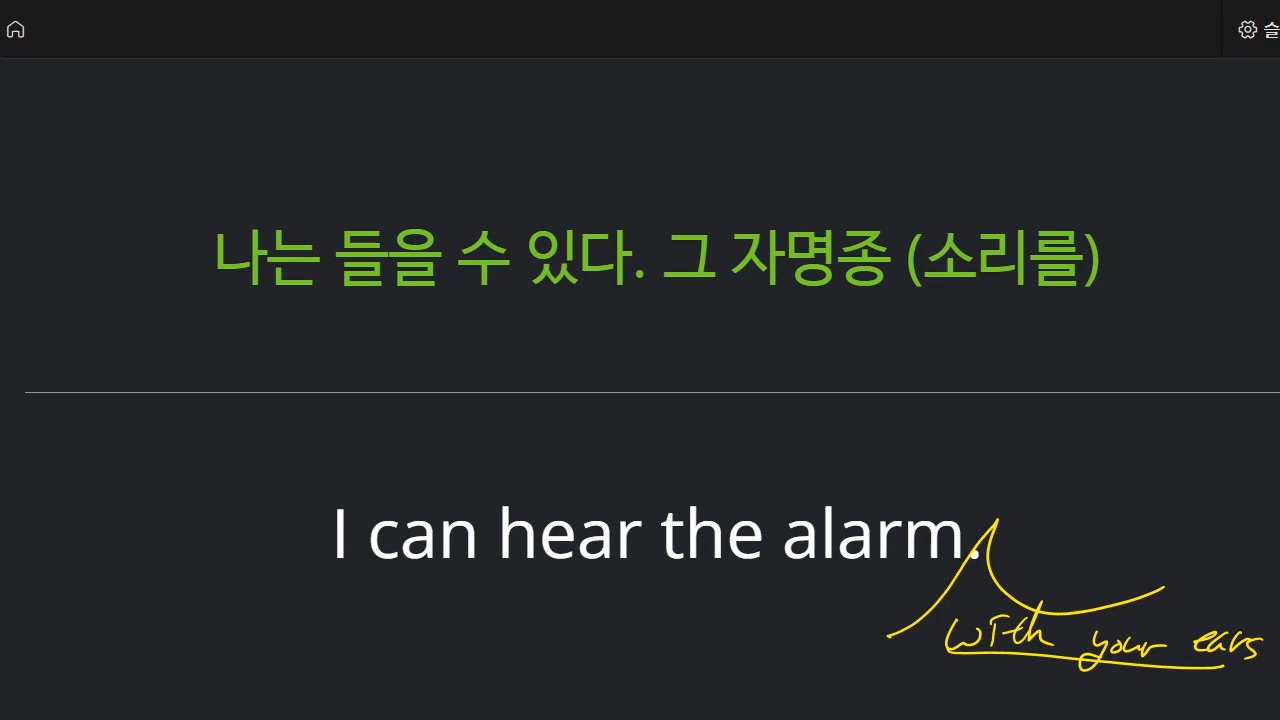 슬
나는 들을 수 있다. 그 자명종 (소리를)
I can hear the alarm.
with your ears